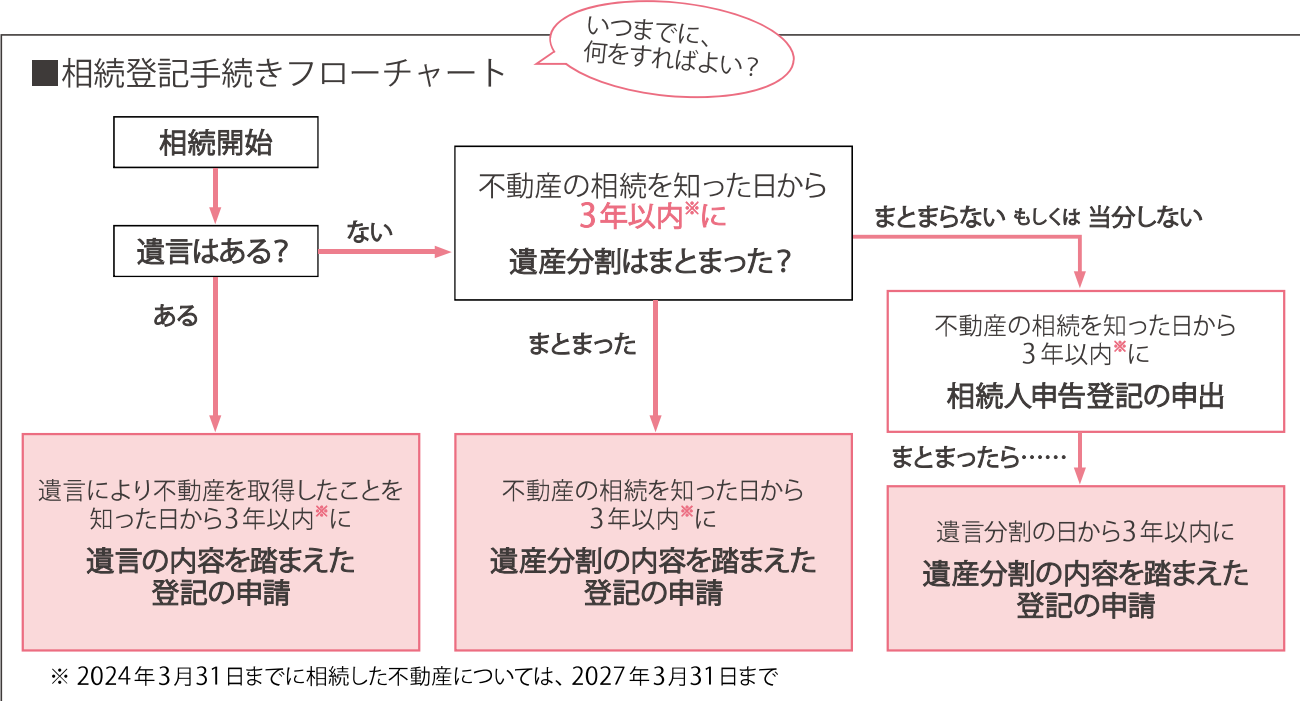 いつまでに、
何をすればよい？
■相続登記手続きフローチャート
相続開始
遺言はある？
ない
ある
不動産の相続を知った日から
3年以内※に
遺産分割はまとまった？
まとまらない もしくは 当分しない
まとまった
不動産の相続を知った日から
3年以内※に
相続人申告登記の申出
まとまったら……
遺言により不動産を取得したことを
知った日から3年以内※に
遺言の内容を踏まえた
登記の申請
不動産の相続を知った日から
3年以内※に
遺産分割の内容を踏まえた
登記の申請
遺言分割の日から3年以内に
遺産分割の内容を踏まえた
登記の申請
※ 2024年3月31日までに相続した不動産については、2027年3月31日まで